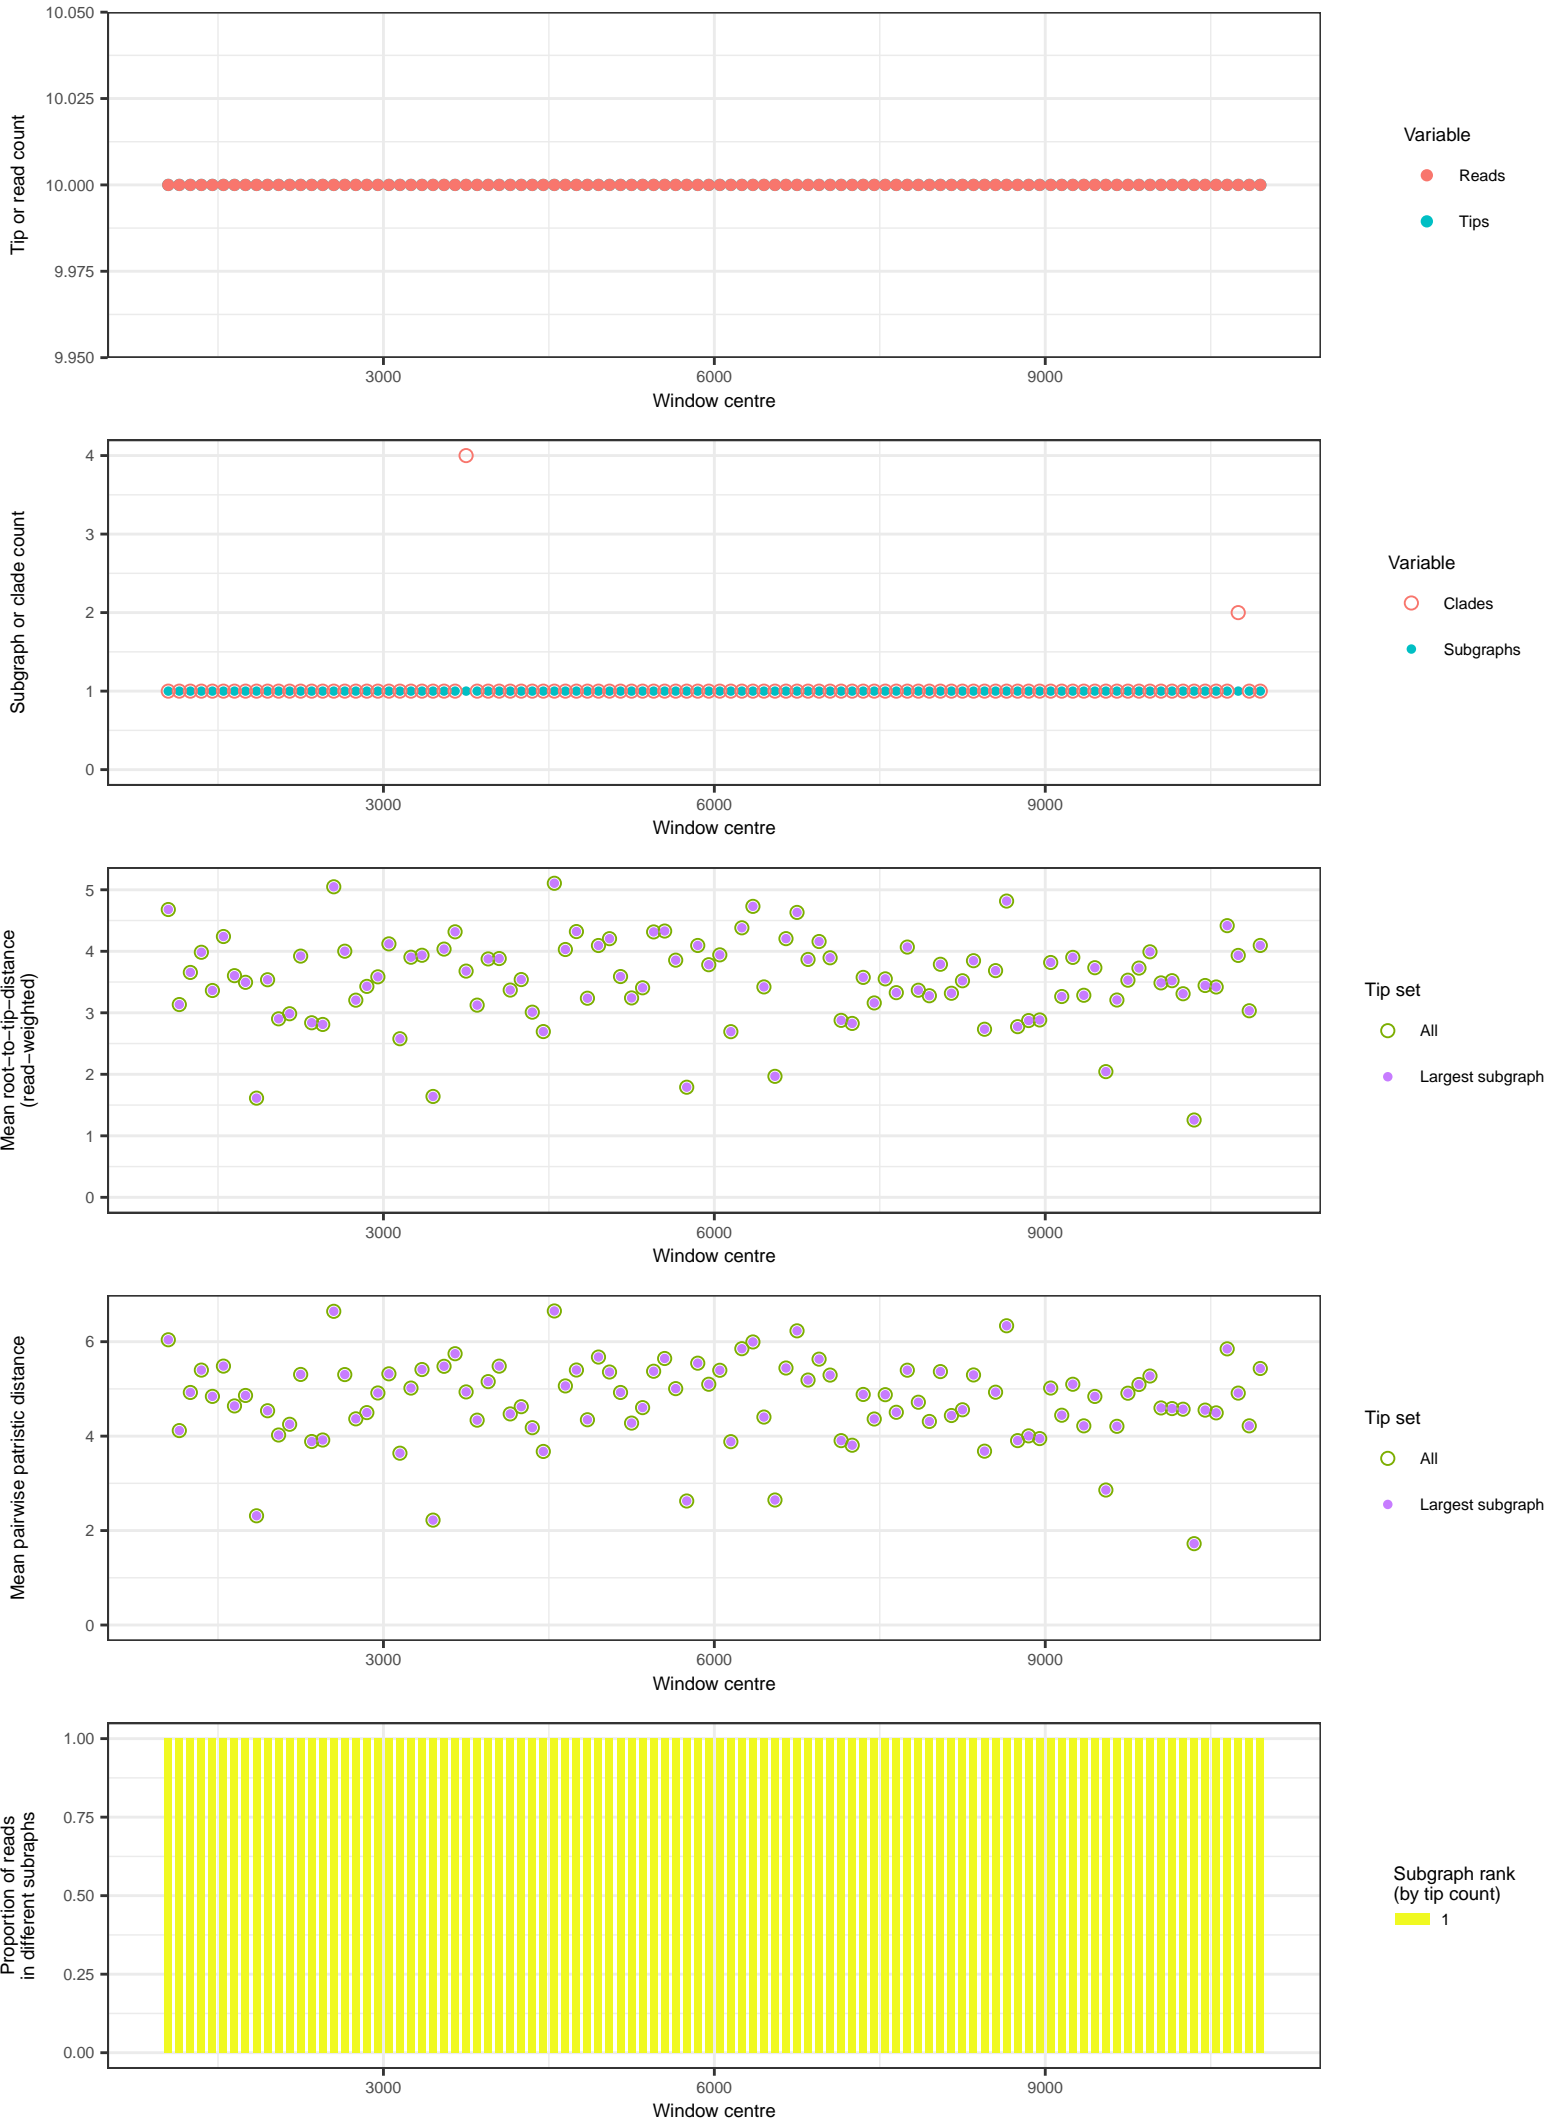 10.050
10.025
10.000
9.975
9.950
Tip or read count
3000 6000 9000
Window centre
Variable
Reads
Tips
4
3
2
1
0
Subgraph or clade count
3000 6000 9000
Window centre
Variable
Clades
Subgraphs
5
4
3
2
1
0
Mean root−to−tip−distance
(read−weighted)
3000 6000 9000
Window centre
Tip set
All
Largest subgraph
6
4
2
0
Mean pairwise patristic distance
3000 6000 9000
Window centre
Tip set
All
Largest subgraph
1.00
0.75
0.50
0.25
0.00
Proportion of reads
in different subraphs
3000 6000 9000
Window centre
Subgraph rank
(by tip count)
1